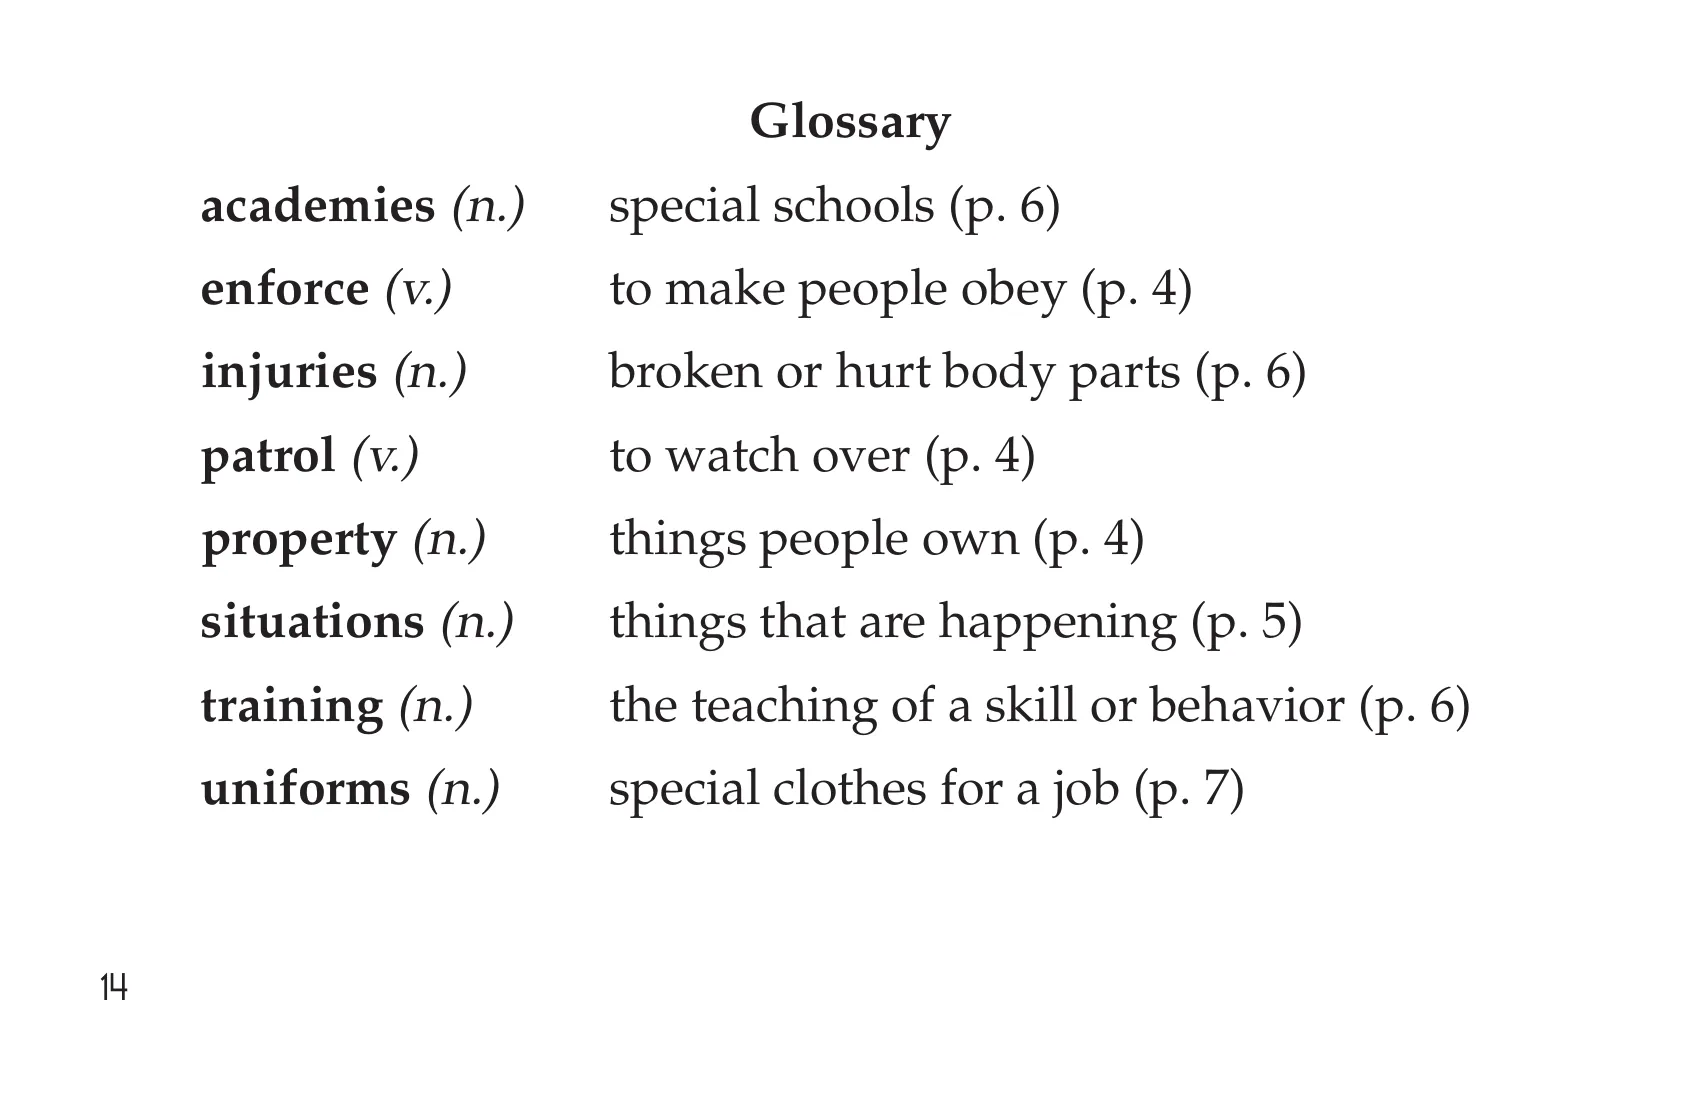 Glossary
academies (n.) special schools (p. 6)
enforce (v.) to make people obey (p. 4)
injuries (n.) broken or hurt body parts (p. 6)
patrol (v.) to watch over (p. 4)
property (n.) things people own (p. 4)
situations (n.) things that are happening (p. 5)
training (n.) the teaching of a skill or behavior (p. 6)
uniforms (n.) special clothes for a job (p. 7)
14